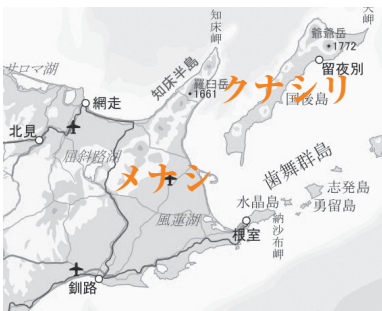 知床岬
爺爺岳
・1772
留夜別
サロマ湖
知床半島
羅臼岳
・1661
クナシリ
国後島
網走
北見
屈斜路湖
メナシ
歯舞群島
志発島
水晶島
勇留島
風蓮湖
根室
納沙布岬
釧路